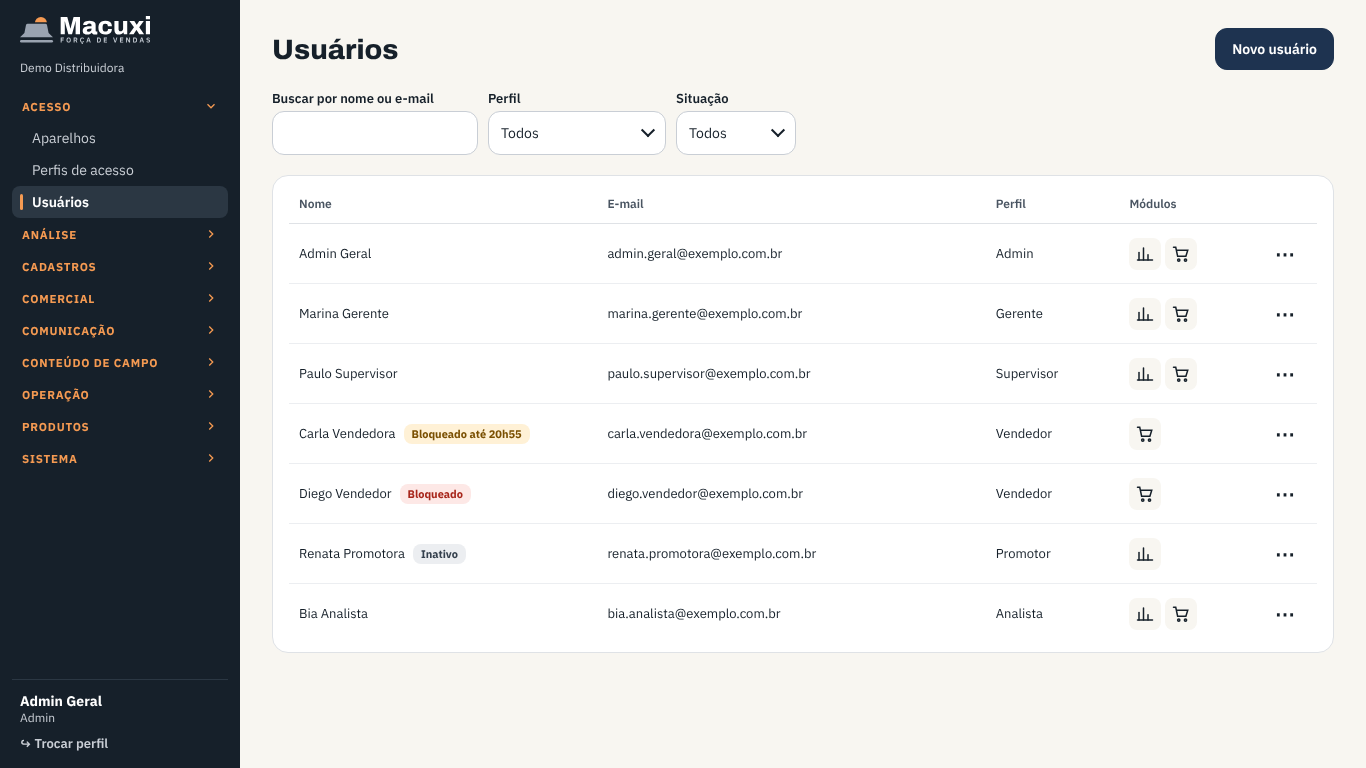 Macuxi
FORÇA DE VENDAS
Demo Distribuidora
ACESSO
Aparelhos
Perfis de acesso
Usuários
ANÁLISE
CADASTROS
COMERCIAL
COMUNICAÇÃO
CONTEÚDO DE CAMPO
OPERAÇÃO
PRODUTOS
SISTEMA
Admin Geral
Admin
↪ Trocar perfil
Usuários
Novo usuário
Buscar por nome ou e-mail Perfil Situação
Todos Todos
Nome E-mail Perfil Módulos
Admin Geral admin.geral@exemplo.com.br Admin
Marina Gerente marina.gerente@exemplo.com.br Gerente
Paulo Supervisor paulo.supervisor@exemplo.com.br Supervisor
Carla Vendedora Bloqueado até 20h55 carla.vendedora@exemplo.com.br Vendedor
Diego Vendedor Bloqueado diego.vendedor@exemplo.com.br Vendedor
Renata Promotora Inativo renata.promotora@exemplo.com.br Promotor
Bia Analista bia.analista@exemplo.com.br Analista